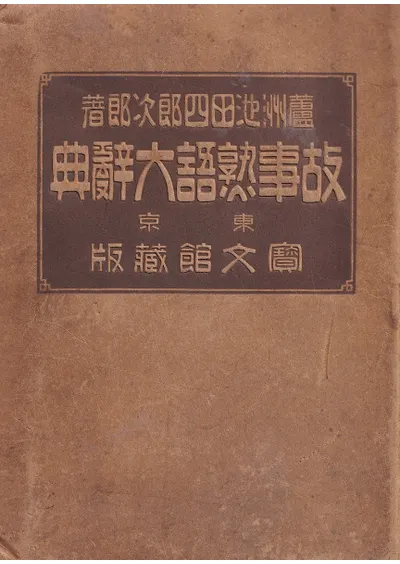 蘆洲池田四郎次郎著
故事熟語大辭典
東京
寶文館藏版